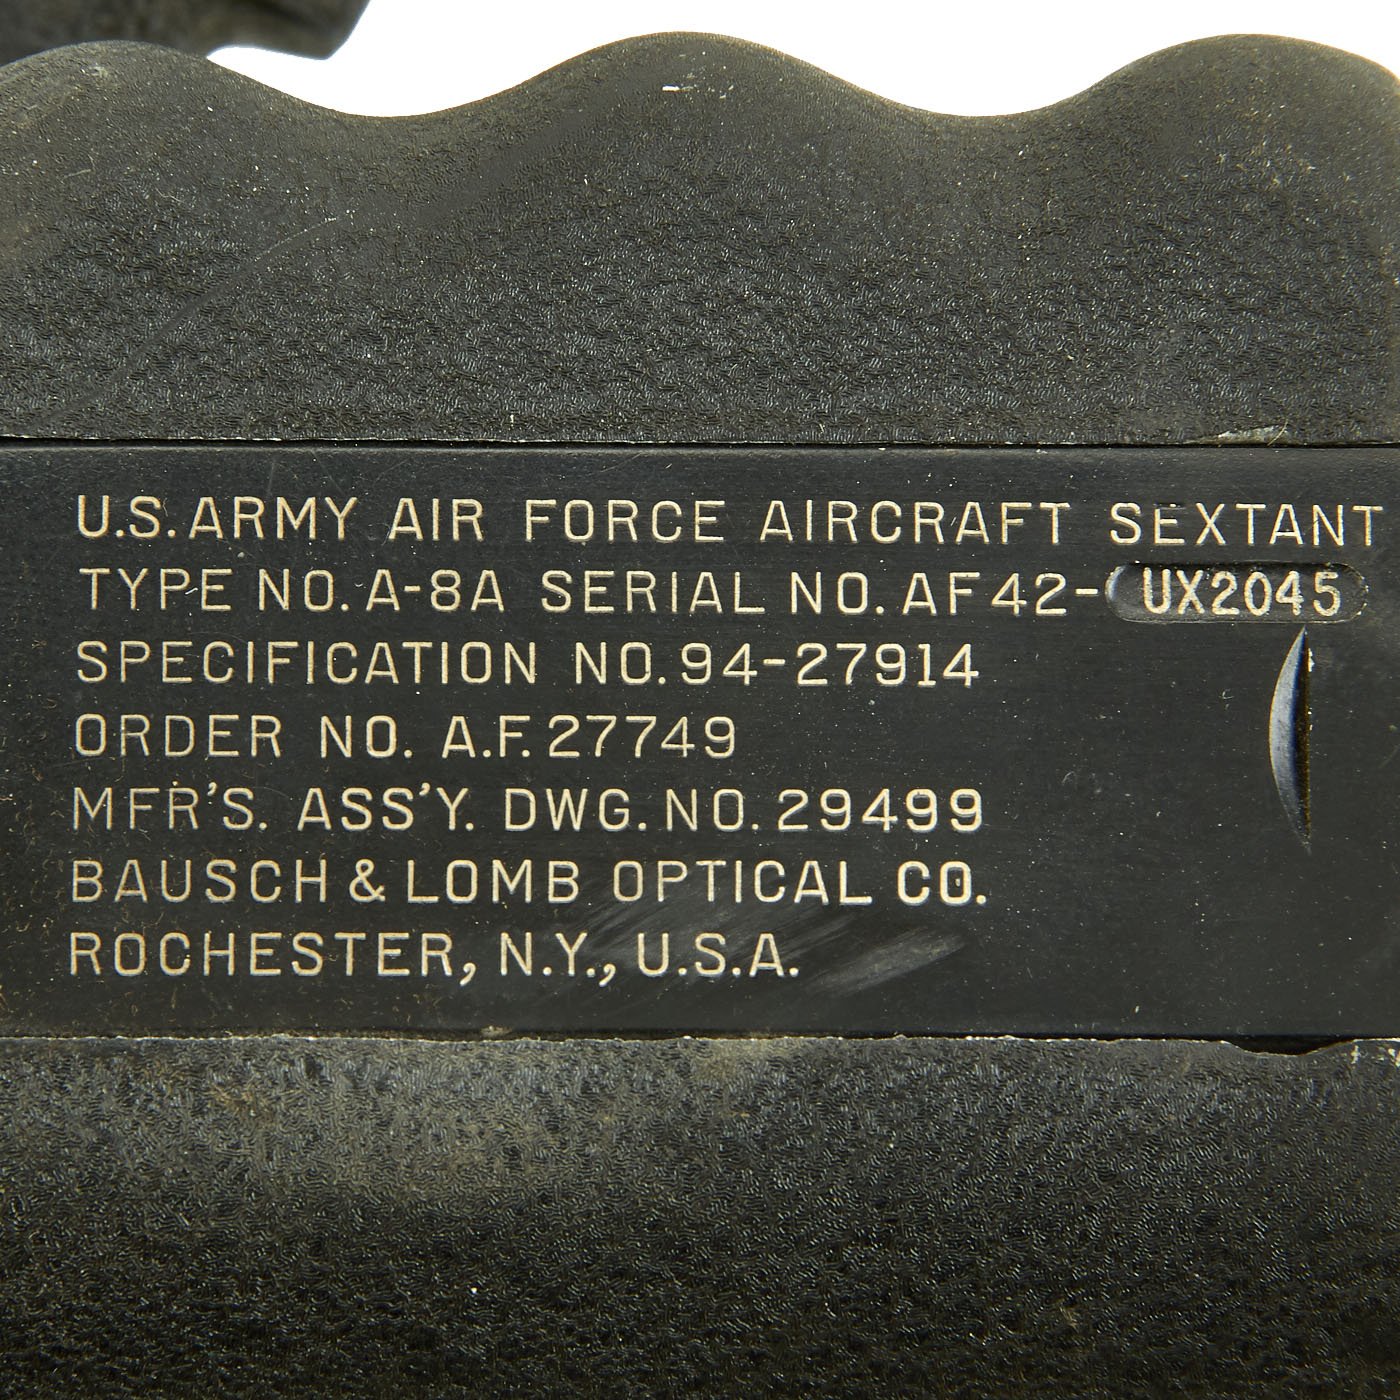 U.S. ARMY AIR FORCE AIRCRAFT SEXTANT
TYPE NO. A-8A SERIAL NO. AF42-UX2045
SPECIFICATION NO. 94-27914
ORDER NO. A.F. 27749
MFR'S. ASS'Y. DWG. NO. 29499
BAUSCH & LOMB OPTICAL CO.
ROCHESTER, N.Y., U.S.A.